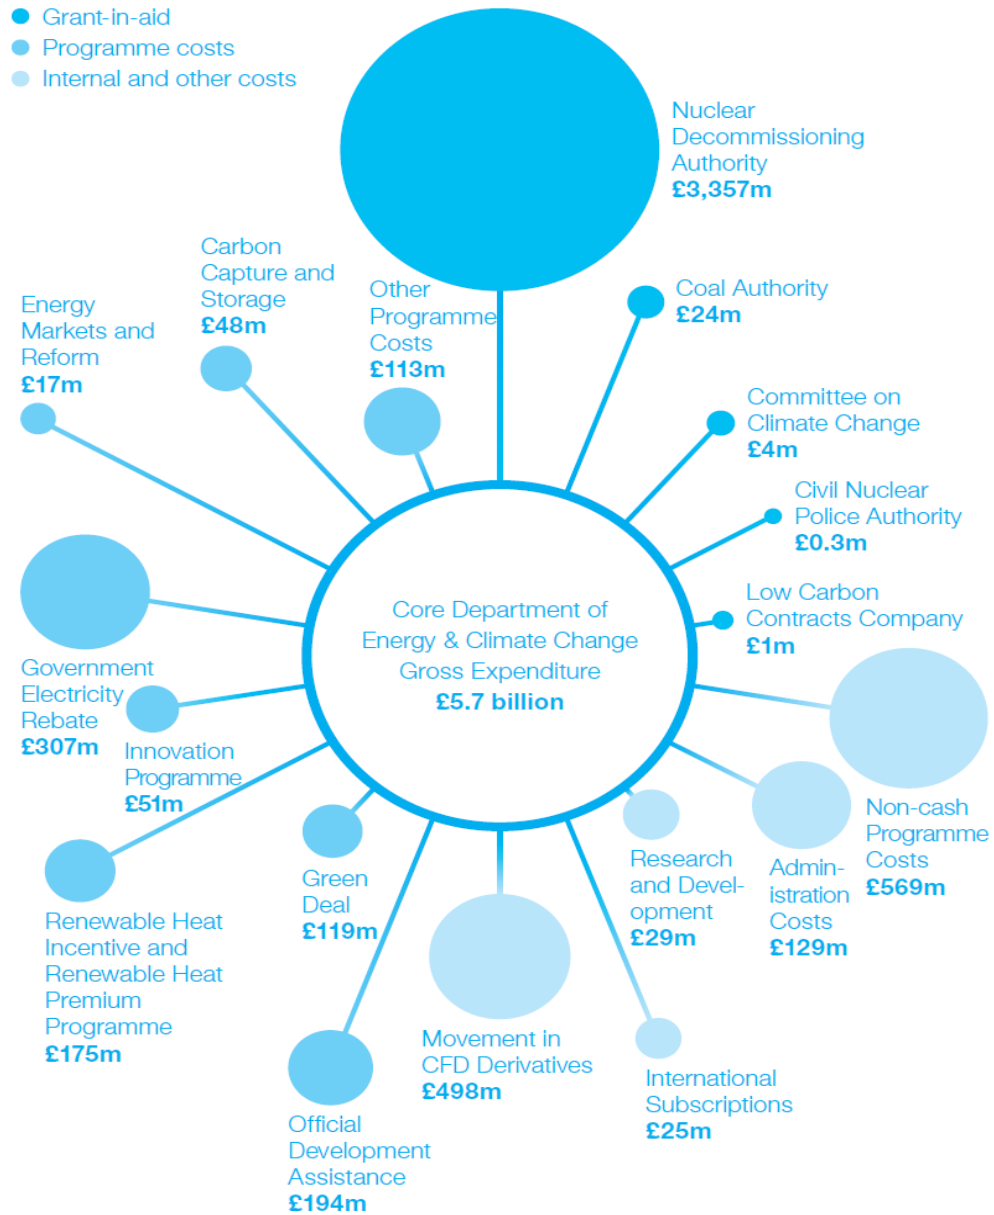 Grant-in-aid
Programme costs
Internal and other costs
Nuclear
Decommissioning
Authority
£3,357m
Carbon
Capture and
Storage
£48m
Other
Programme
Costs
£113m
Coal Authority
£24m
Energy
Markets and
Reform
£17m
Committee on
Climate Change
£4m
Civil Nuclear
Police Authority
£0.3m
Low Carbon
Contracts Company
£1m
Core Department of
Energy & Climate Change
Gross Expenditure
£5.7 billion
Government
Electricity
Rebate
£307m
Innovation
Programme
£51m
Non-cash
Programme
Costs
£569m
Admin-
istration
Costs
£129m
Research
and Devel-
opment
£29m
Green
Deal
£119m
Renewable Heat
Incentive and
Renewable Heat
Premium
Programme
£175m
Movement in
CFD Derivatives
£498m
International
Subscriptions
£25m
Official
Development
Assistance
£194m